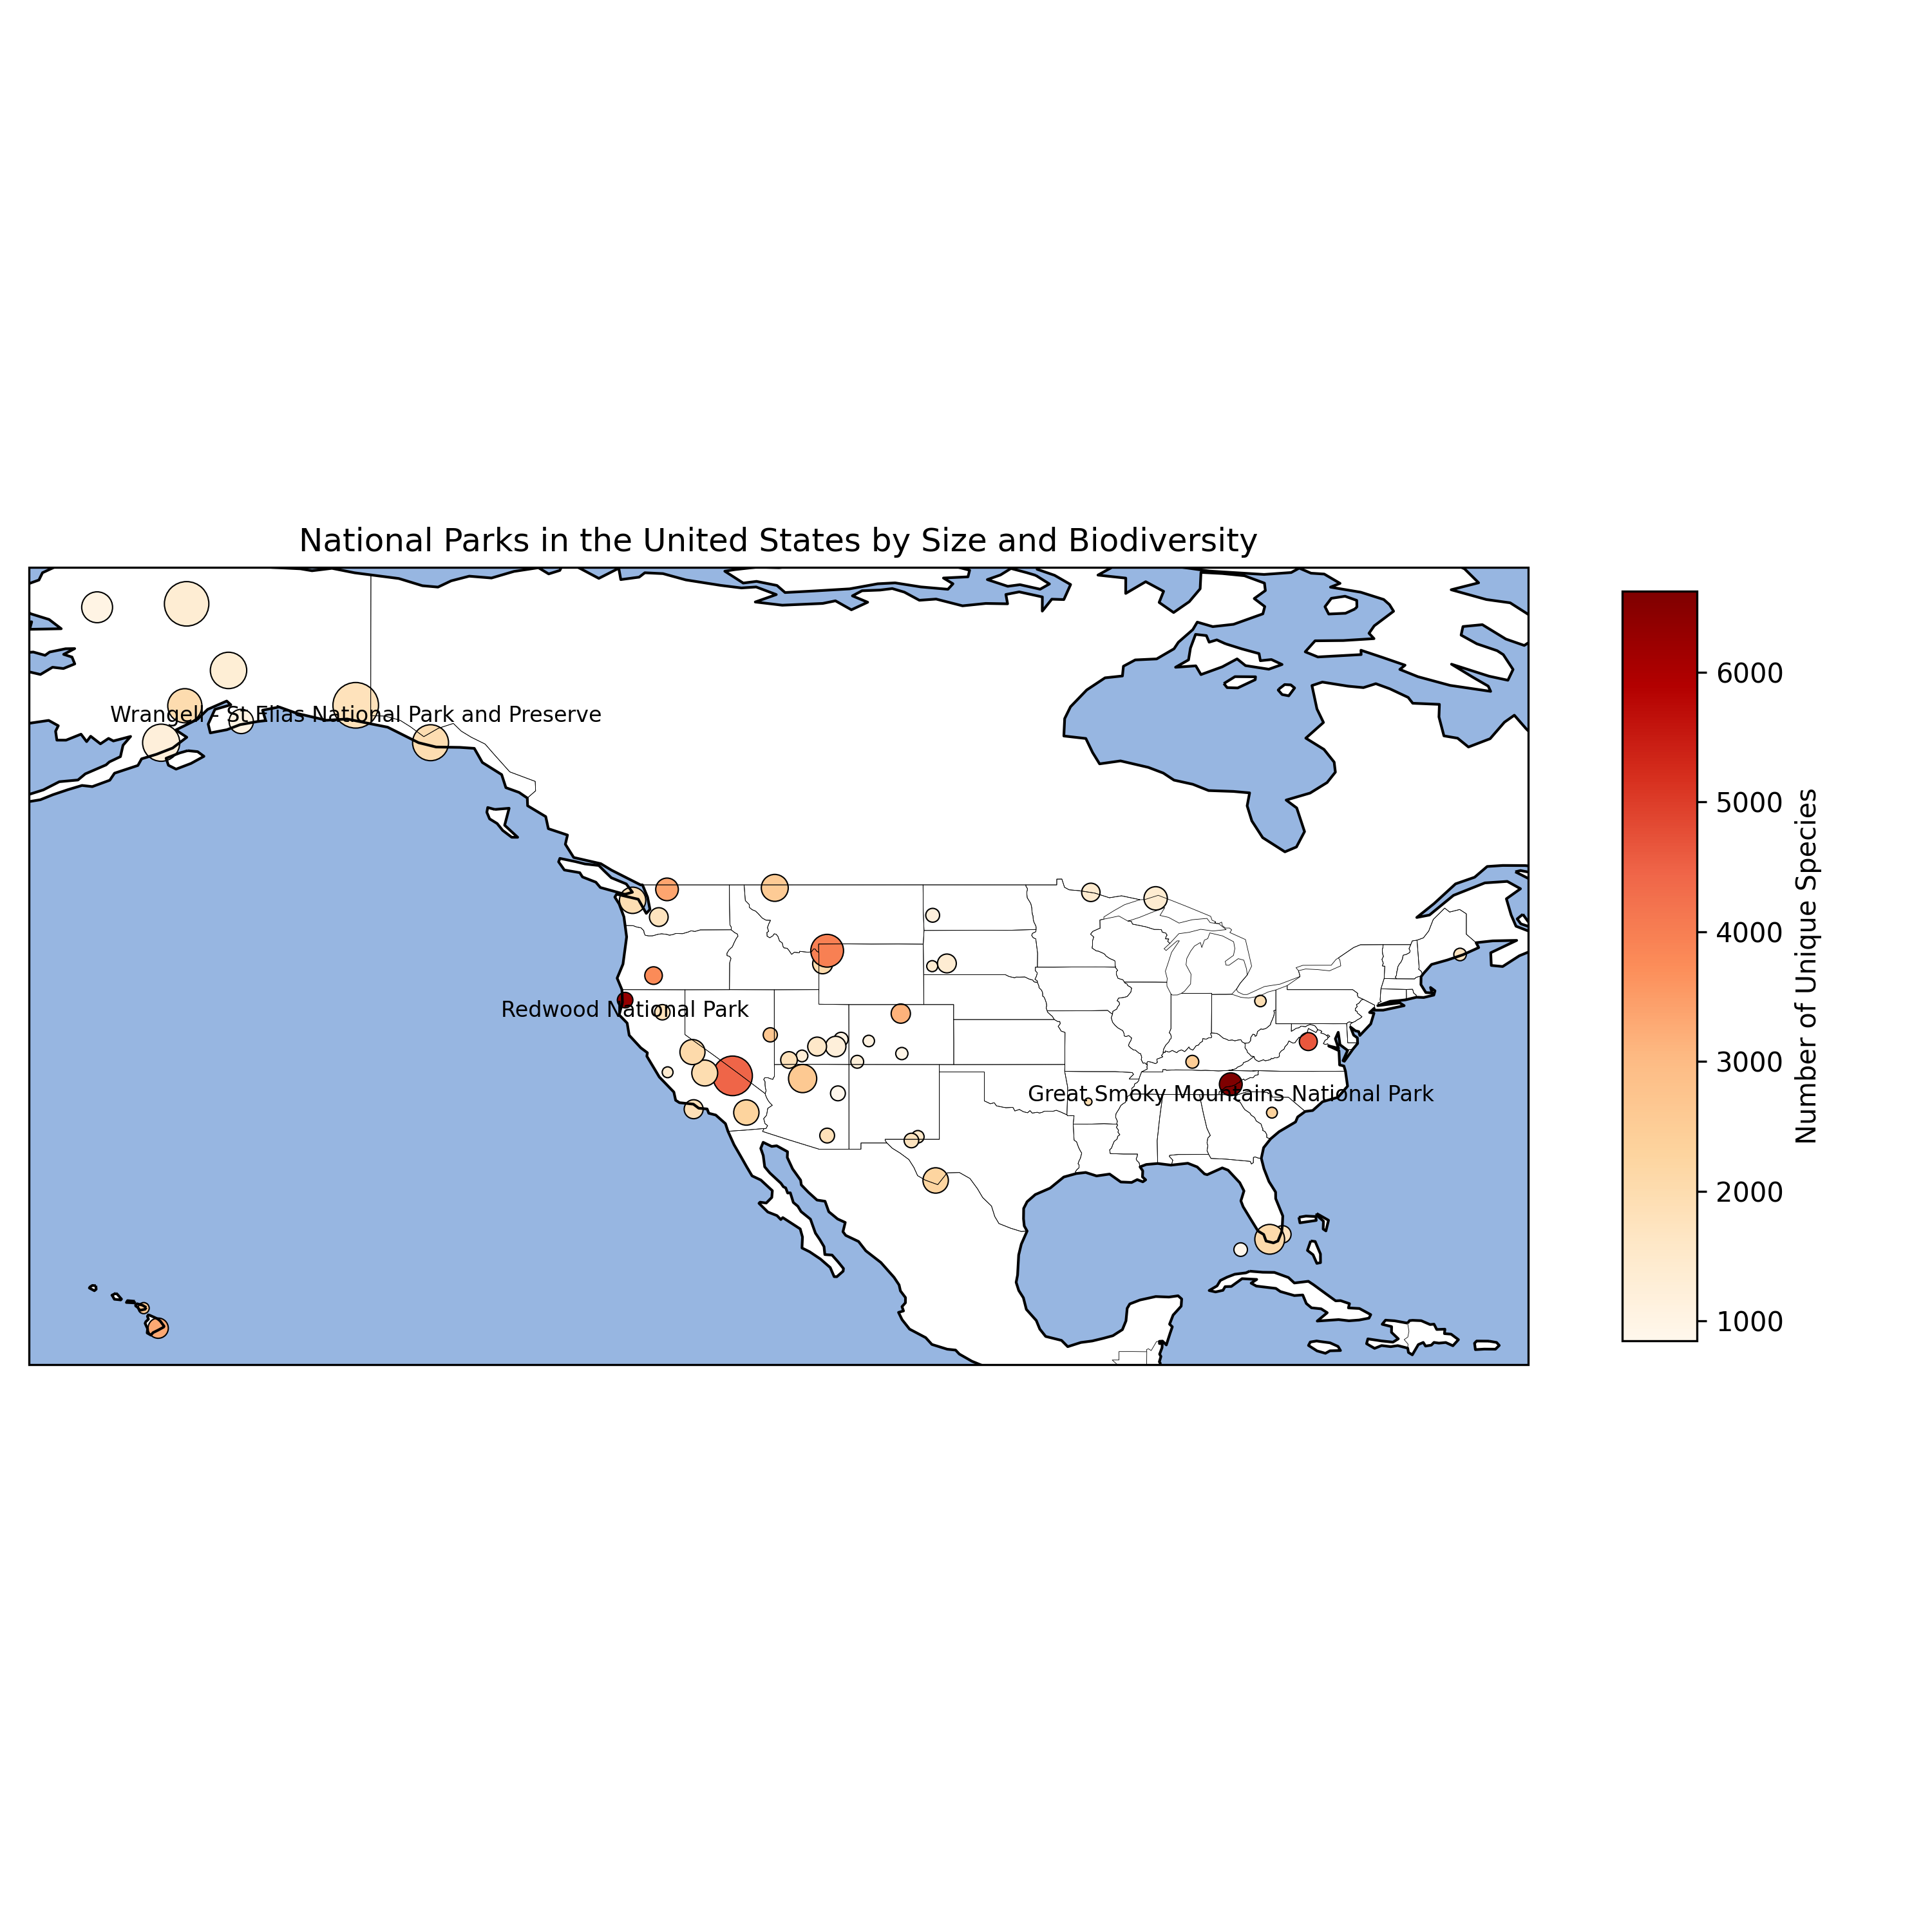 National Parks in the United States by Size and Biodiversity
Wrangell - St Elias National Park and Preserve
Redwood National Park
Great Smoky Mountains National Park
6000
5000
4000
3000
2000
1000
Number of Unique Species